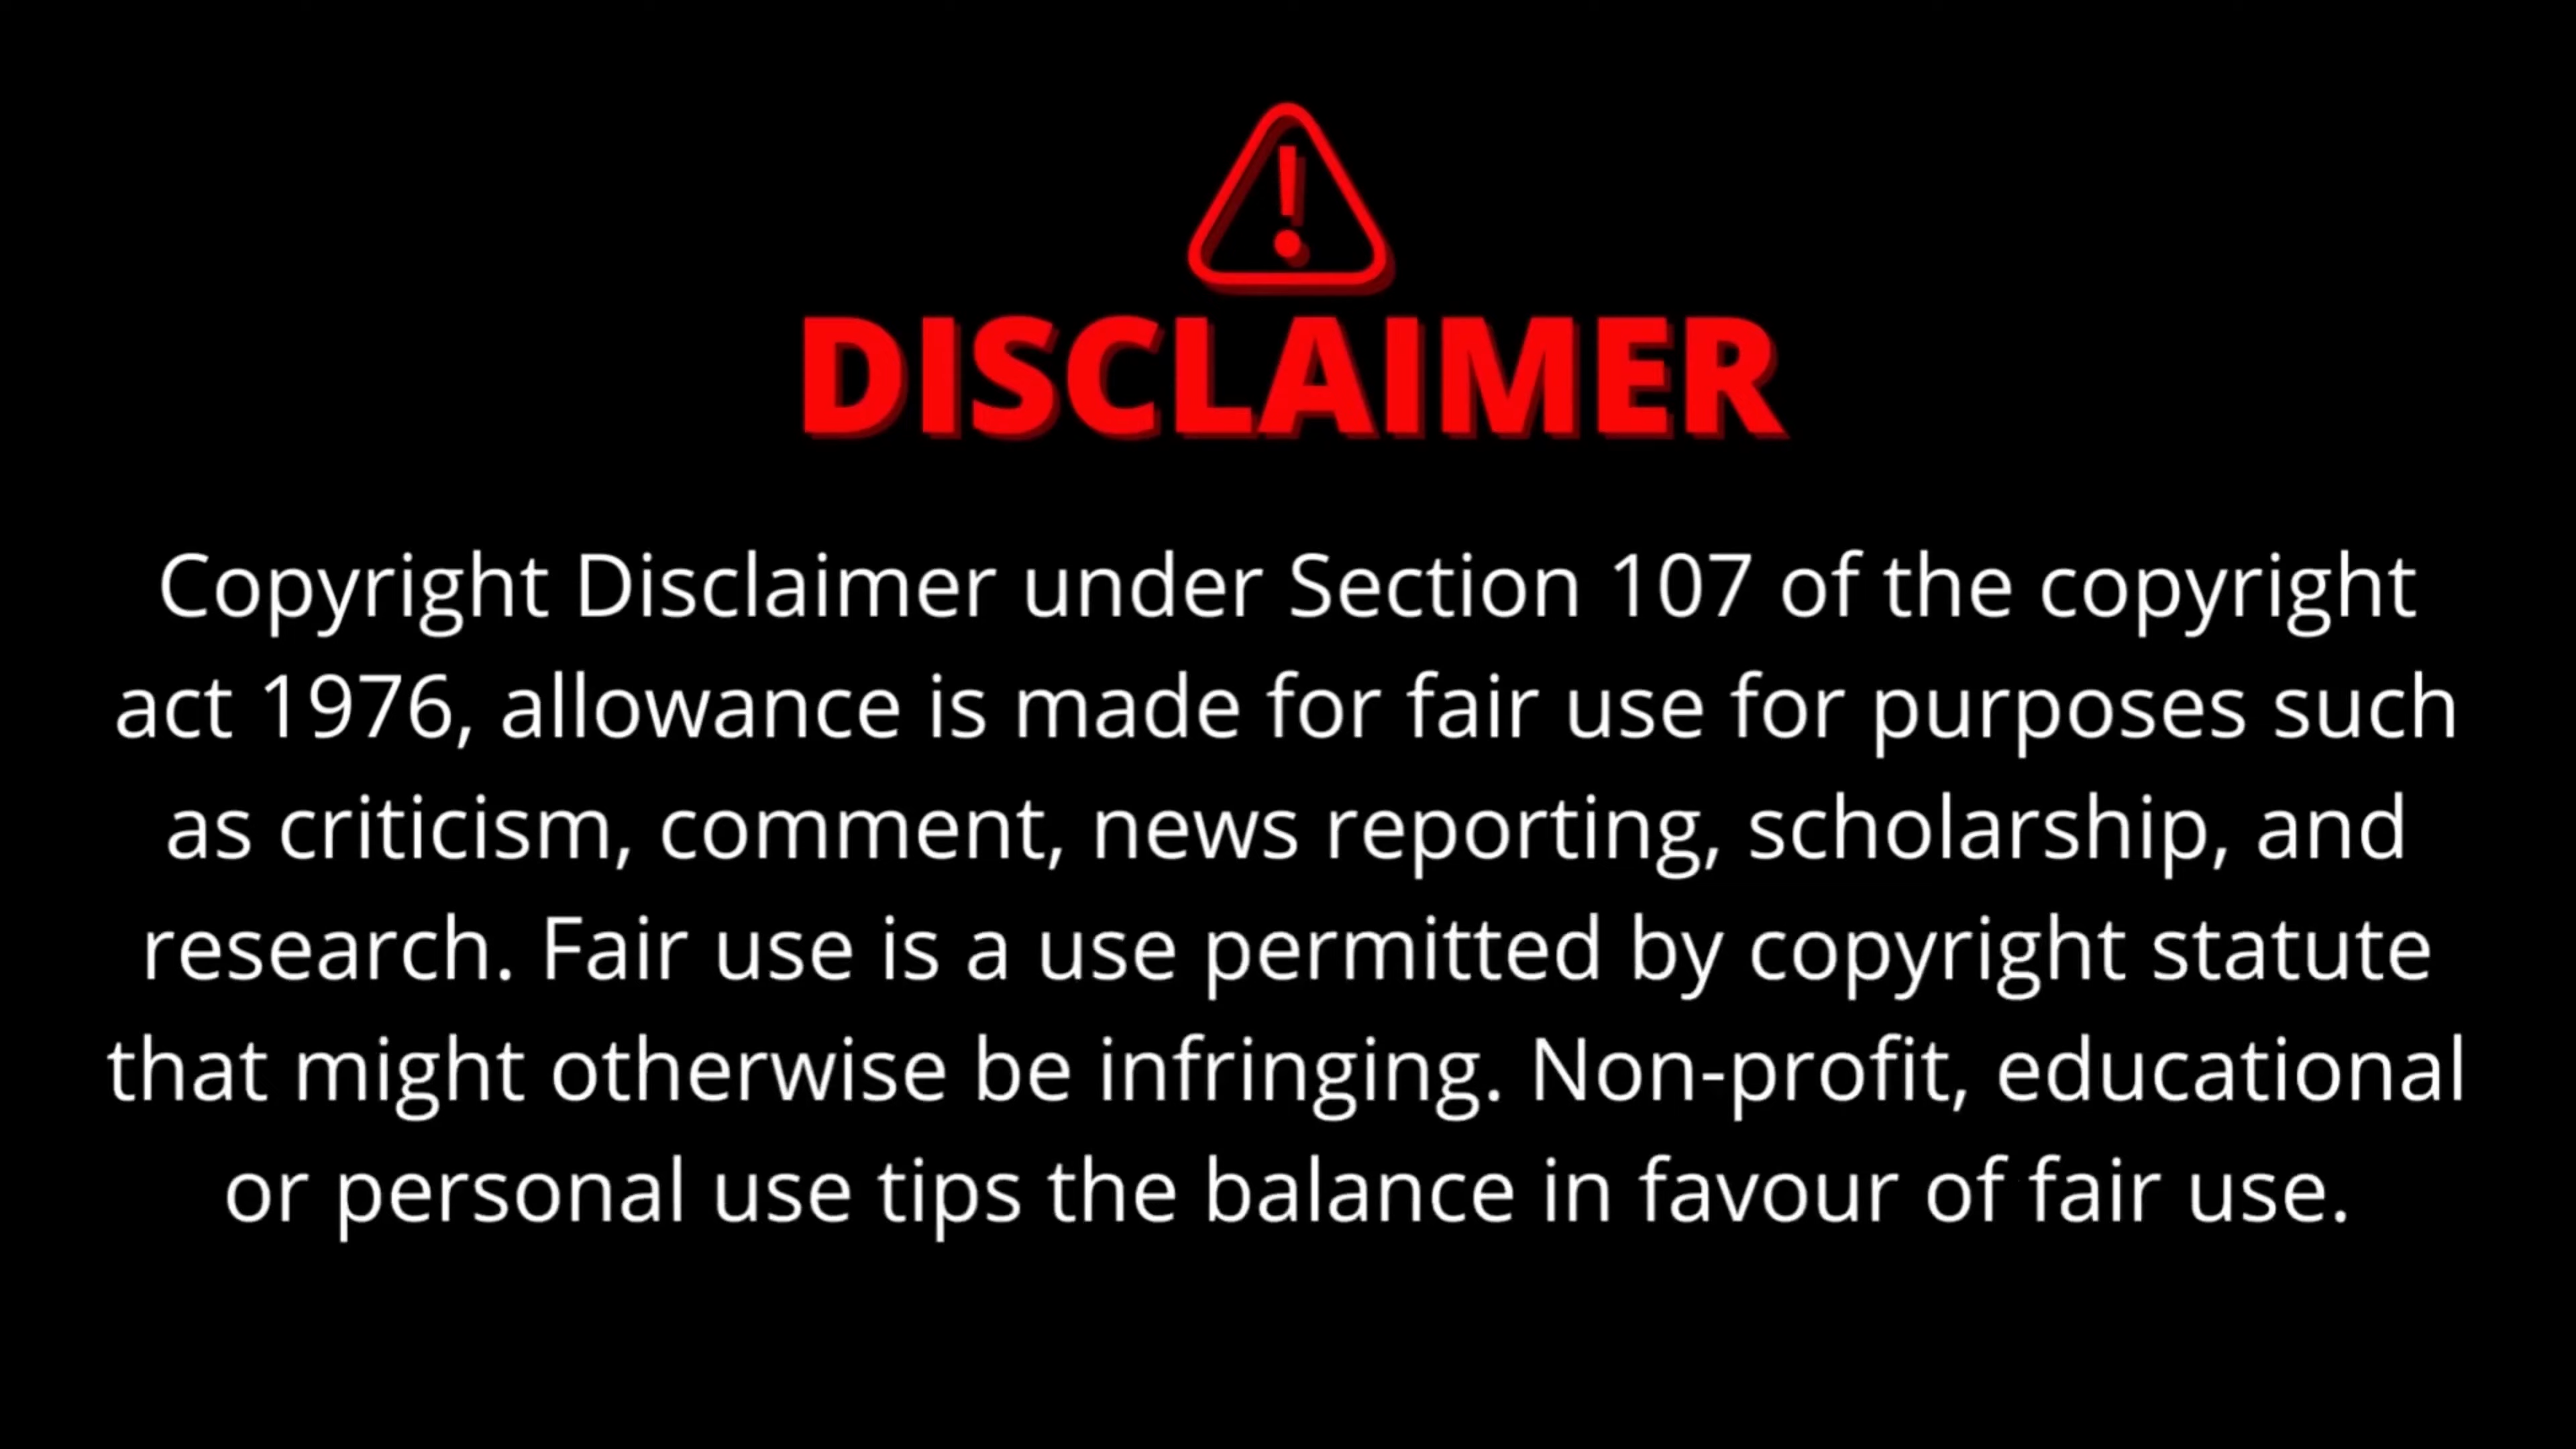 DISCLAIMER
Copyright Disclaimer under Section 107 of the copyright
act 1976, allowance is made for fair use for purposes such
as criticism, comment, news reporting, scholarship, and
research. Fair use is a use permitted by copyright statute
that might otherwise be infringing. Non-profit, educational
or personal use tips the balance in favour of fair use.